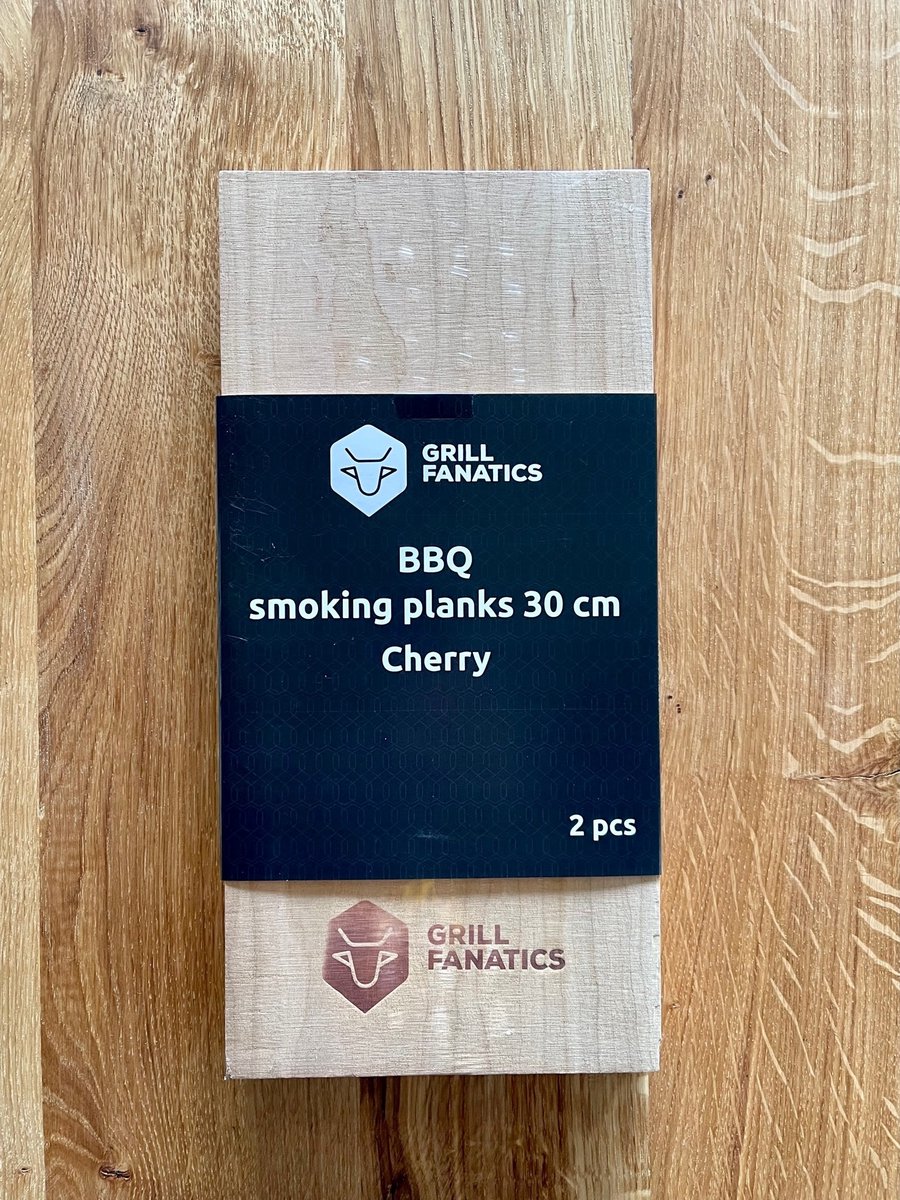 GRILL
FANATICS
BBQ
smoking planks 30 cm
Cherry
2 pcs
GRILL
FANATICS